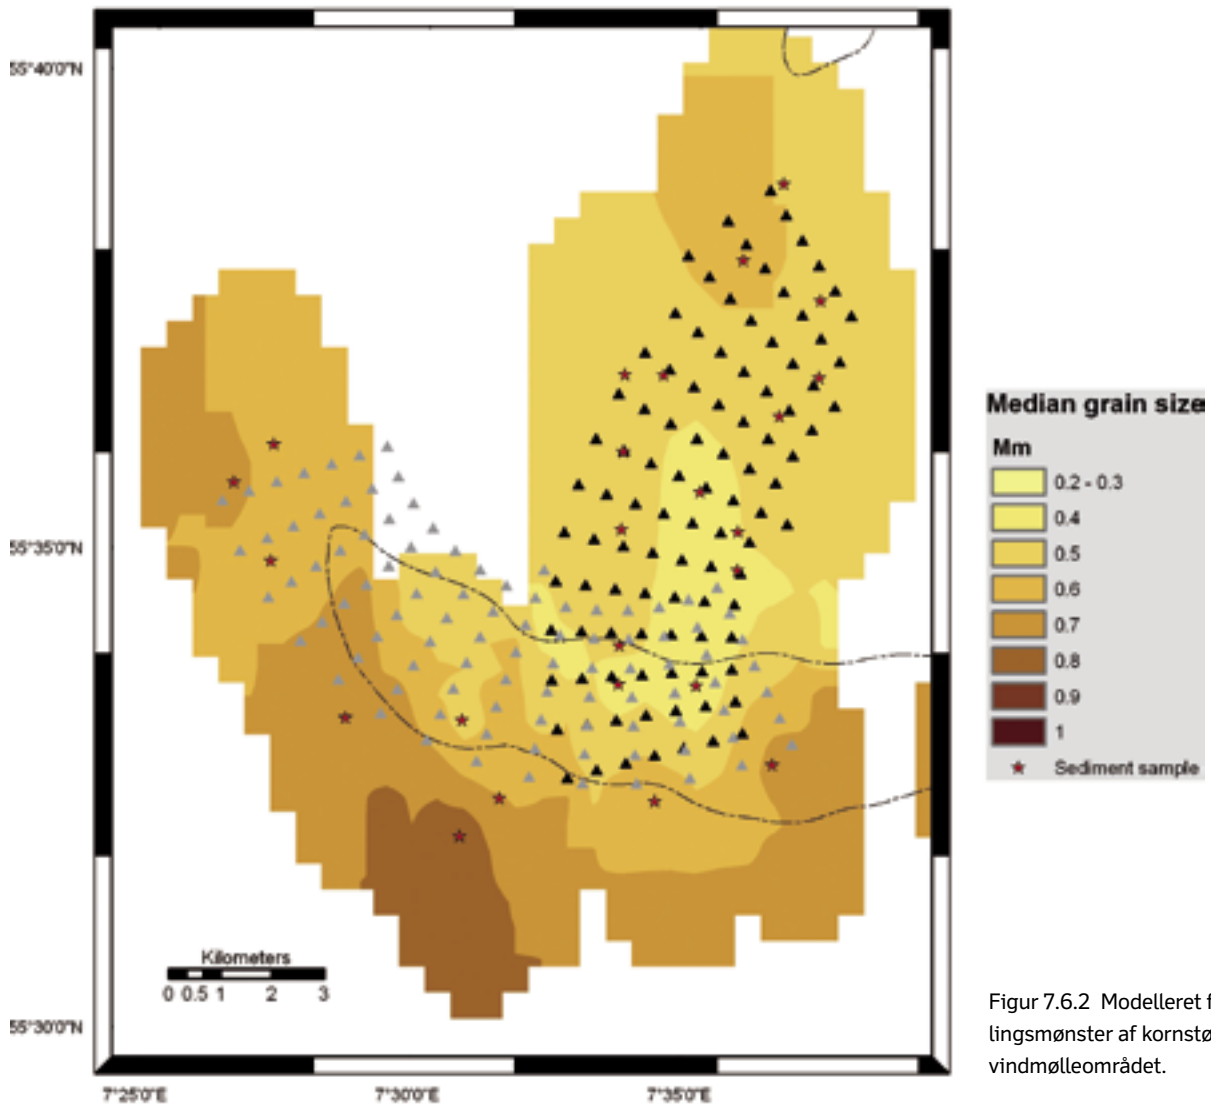 55°40'0"N
55°35'0"N
55°30'0"N
7°25'0"E
7°30'0"E
7°35'0"E
Kilometers
0 0.5 1 2 3
Median grain size
Mm
0.2 - 0.3
0.4
0.5
0.6
0.7
0.8
0.9
1
Sediment sample
Figur 7.6.2 Modelleret f
lingsmønster af kornstø
vindmølleområdet.